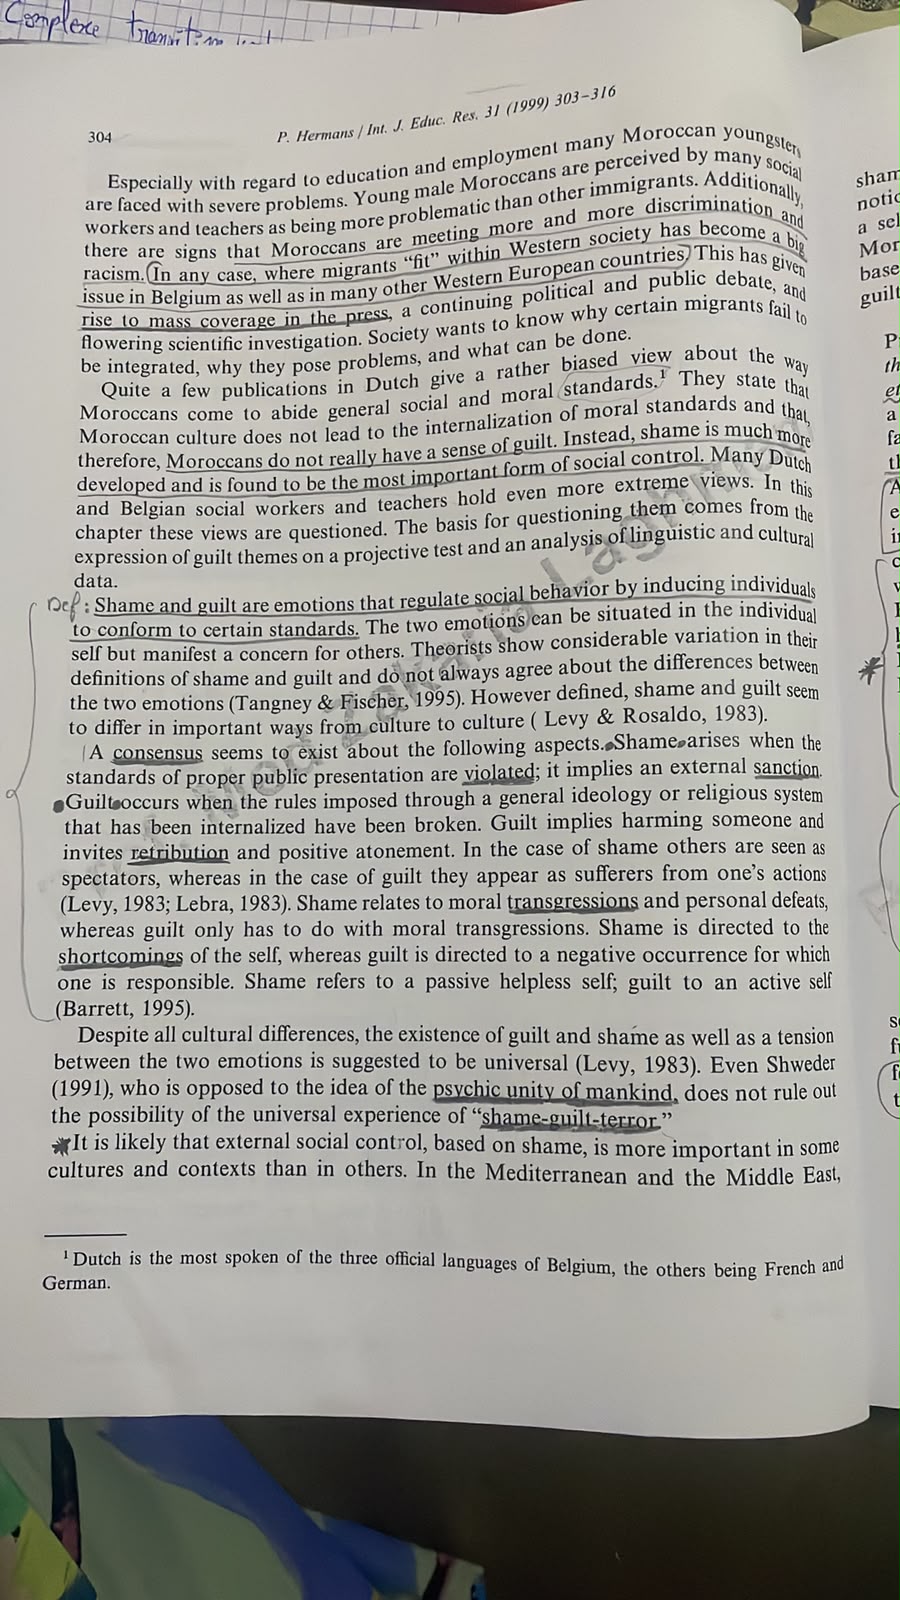 Complexe transit
304
P. Hermans / Int. J. Educ. Res. 31 (1999) 303–316
Especially with regard to education and employment many Moroccan youngsters
are faced with severe problems. Young male Moroccans are perceived by many social
workers and teachers as being more problematic than other immigrants. Additionally,
there are signs that Moroccans are meeting more and more discrimination and
racism. In any case, where migrants “fit” within Western society has become a big
issue in Belgium as well as in many other Western European countries. This has given
rise to mass coverage in the press, a continuing political and public debate, and
flowering scientific investigation. Society wants to know why certain migrants fail to
be integrated, why they pose problems, and what can be done.
Quite a few publications in Dutch give a rather biased view about the way
Moroccans come to abide general social and moral standards.¹ They state that
Moroccan culture does not lead to the internalization of moral standards and that,
therefore, Moroccans do not really have a sense of guilt. Instead, shame is much more
developed and is found to be the most important form of social control. Many Dutch
and Belgian social workers and teachers hold even more extreme views. In this
chapter these views are questioned. The basis for questioning them comes from the
expression of guilt themes on a projective test and an analysis of linguistic and cultural
data.
Def: Shame and guilt are emotions that regulate social behavior by inducing individuals
to conform to certain standards. The two emotions can be situated in the individual
self but manifest a concern for others. Theorists show considerable variation in their
definitions of shame and guilt and do not always agree about the differences between
the two emotions (Tangney & Fischer, 1995). However defined, shame and guilt seem
to differ in important ways from culture to culture ( Levy & Rosaldo, 1983).
A consensus seems to exist about the following aspects. Shame arises when the
standards of proper public presentation are violated; it implies an external sanction.
Guilt occurs when the rules imposed through a general ideology or religious system
that has been internalized have been broken. Guilt implies harming someone and
invites retribution and positive atonement. In the case of shame others are seen as
spectators, whereas in the case of guilt they appear as sufferers from one’s actions
(Levy, 1983; Lebra, 1983). Shame relates to moral transgressions and personal defeats,
whereas guilt only has to do with moral transgressions. Shame is directed to the
shortcomings of the self, whereas guilt is directed to a negative occurrence for which
one is responsible. Shame refers to a passive helpless self; guilt to an active self
(Barrett, 1995).
Despite all cultural differences, the existence of guilt and shame as well as a tension
between the two emotions is suggested to be universal (Levy, 1983). Even Shweder
(1991), who is opposed to the idea of the psychic unity of mankind, does not rule out
the possibility of the universal experience of “shame-guilt-terror.”
It is likely that external social control, based on shame, is more important in some
cultures and contexts than in others. In the Mediterranean and the Middle East,
¹ Dutch is the most spoken of the three official languages of Belgium, the others being French and
German.
sham
notic
a sel
Mor
base
guilt